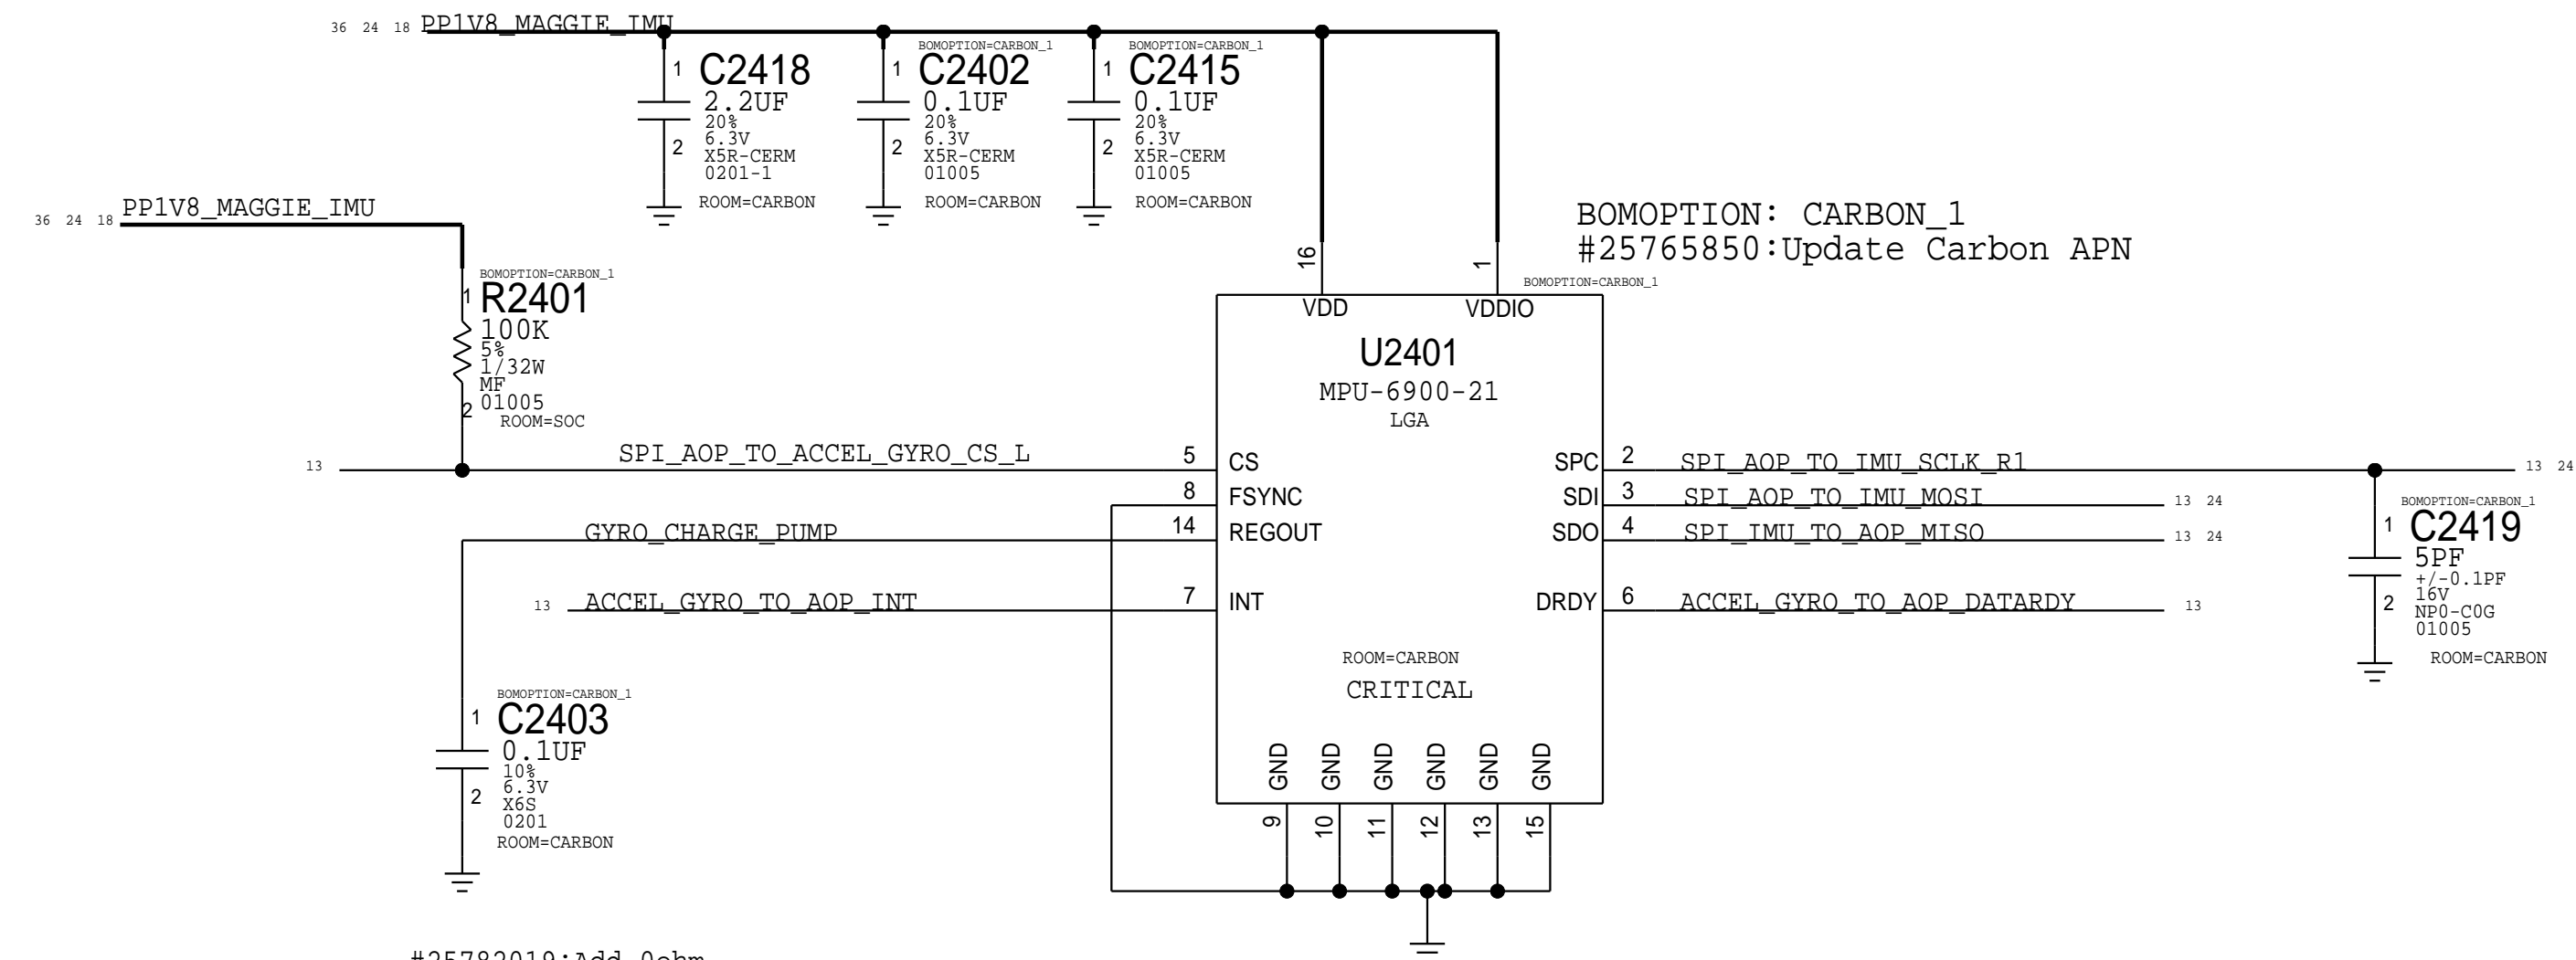 36 24 18 PP1V8_MAGGIE_IMU
BOMOPTION=CARBON_1
BOMOPTION=CARBON_1
1 C2418
2.2UF
20%
6.3V
2 X5R-CERM
0201-1
ROOM=CARBON
1 C2402
0.1UF
20%
6.3V
2 X5R-CERM
01005
ROOM=CARBON
1 C2415
0.1UF
20%
6.3V
2 X5R-CERM
01005
ROOM=CARBON
36 24 18 PP1V8_MAGGIE_IMU
BOMOPTION: CARBON_1
#25765850:Update Carbon APN
BOMOPTION=CARBON_1
1 R2401
100K
5%
1/32W
MF
2 01005
ROOM=SOC
16
1
BOMOPTION=CARBON_1
VDD VDDIO
U2401
MPU-6900-21
LGA
13 SPI_AOP_TO_ACCEL_GYRO_CS_L 5 CS
8 FSYNC
GYRO_CHARGE_PUMP 14 REGOUT
13 ACCEL_GYRO_TO_AOP_INT 7 INT
SPC 2 SPI_AOP_TO_IMU_SCLK_R1 13 24
SDI 3 SPI_AOP_TO_IMU_MOSI 13 24
SDO 4 SPI_IMU_TO_AOP_MISO 13 24
DRDY 6 ACCEL_GYRO_TO_AOP_DATARDY 13
BOMOPTION=CARBON_1
1 C2419
5PF
+/-0.1PF
16V
2 NP0-C0G
01005
ROOM=CARBON
ROOM=CARBON
CRITICAL
BOMOPTION=CARBON_1
1 C2403
0.1UF
10%
6.3V
2 X6S
0201
ROOM=CARBON
GND GND GND GND GND GND
9 10 11 12 13 15
#25782019:Add 0ohm